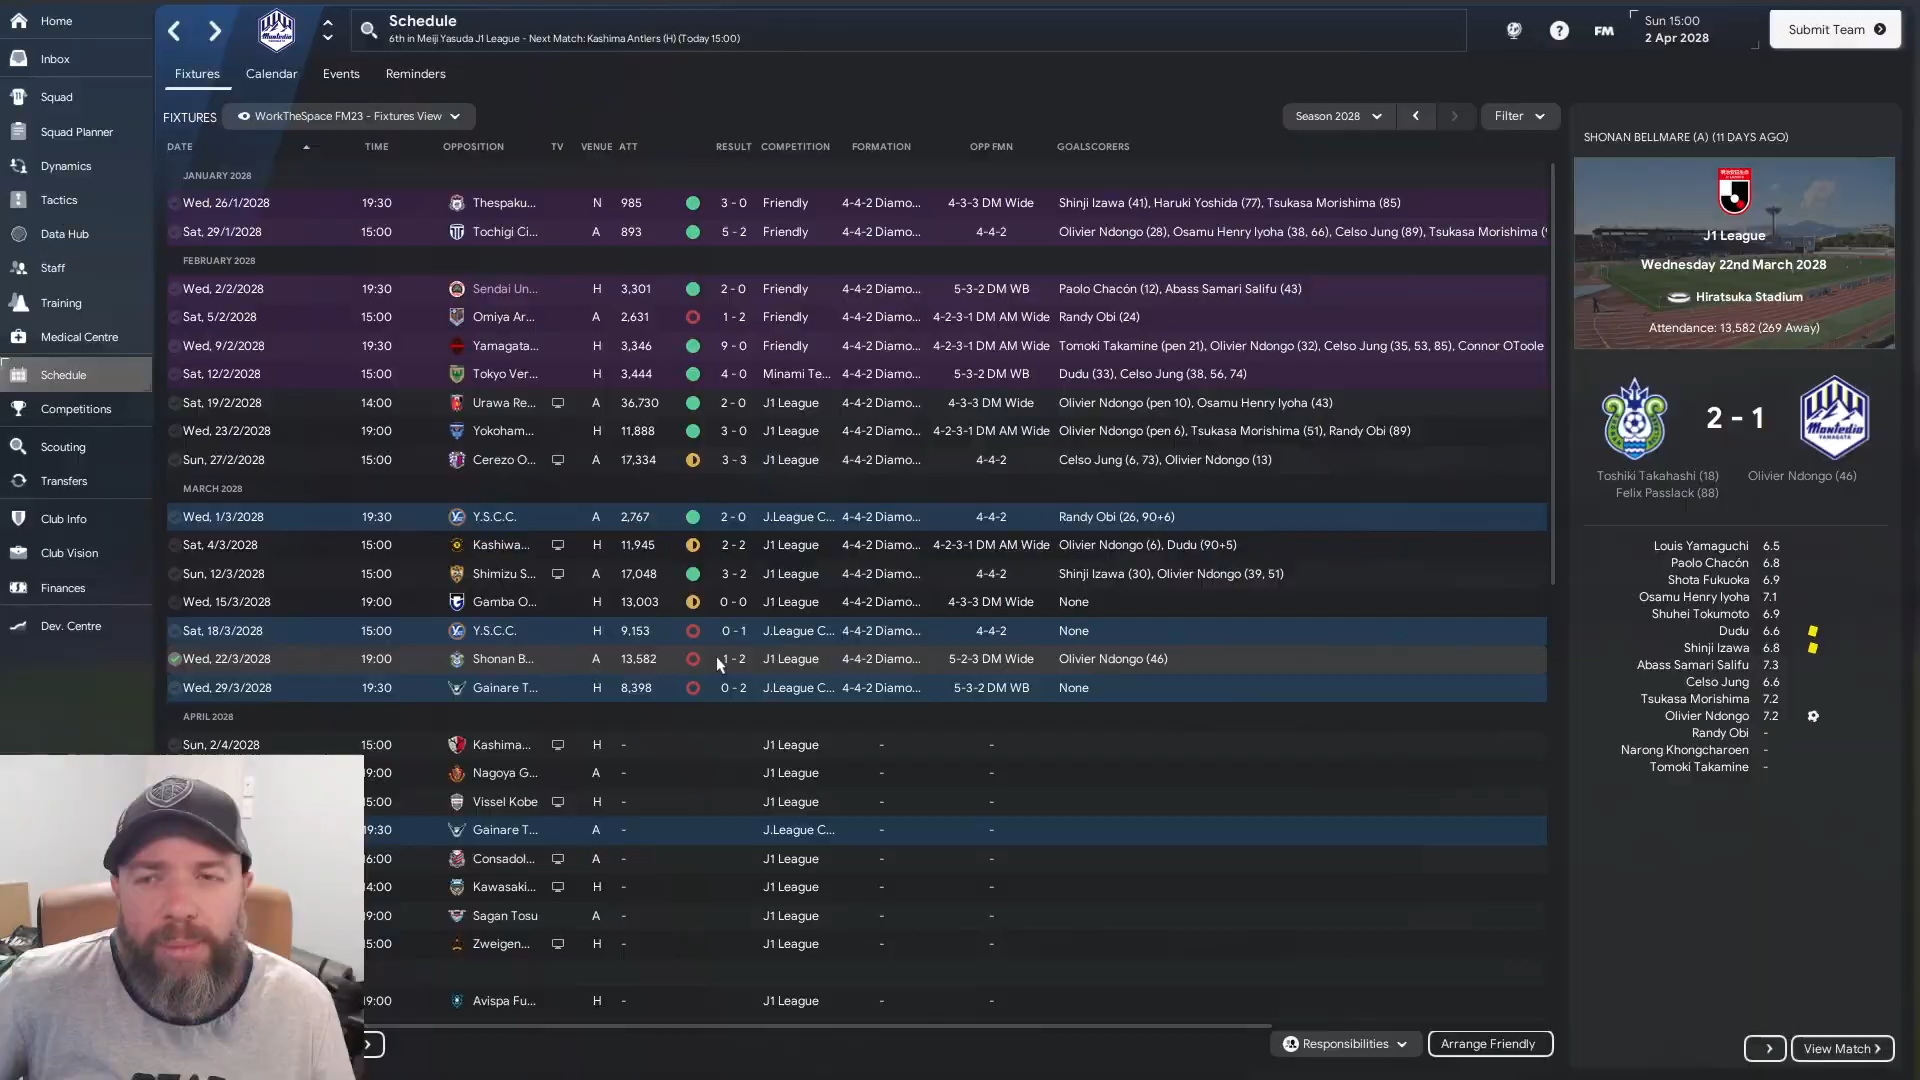 Home
Inbox
Squad
Squad Planner
Dynamics
Tactics
Data Hub
Staff
Training
Medical Centre
Schedule
Competitions
Scouting
Transfers
Club Info
Club Vision
Finances
Dev. Centre
Schedule
6th in Meiji Yasuda J1 League - Next Match: Kashima Antlers (H) (Today 15:00)
FM
Sun 15:00
2 Apr 2028
Submit Team
Fixtures Calendar Events Reminders
FIXTURES WorkTheSpace FM23 - Fixtures View Season 2028 Filter
DATE TIME OPPOSITION TV VENUE ATT RESULT COMPETITION FORMATION OPP FMN GOALSCORERS
JANUARY 2028
Wed, 26/1/2028 19:30 Thespaku... N 985 3 - 0 Friendly 4-4-2 Diamo... 4-3-3 DM Wide Shinji Izawa (41), Haruki Yoshida (77), Tsukasa Morishima (85)
Sat, 29/1/2028 15:00 Tochigi Ci... A 893 5 - 2 Friendly 4-4-2 Diamo... 4-4-2 Olivier Ndongo (28), Osamu Henry Iyoha (38, 66), Celso Jung (89), Tsukasa Morishima (
FEBRUARY 2028
Wed, 2/2/2028 19:30 Sendai Un... H 3,301 2 - 0 Friendly 4-4-2 Diamo... 5-3-2 DM WB Paolo Chacón (12), Abass Samari Salifu (43)
Sat, 5/2/2028 15:00 Omiya Ar... A 2,631 1 - 2 Friendly 4-4-2 Diamo... 4-2-3-1 DM AM Wide Randy Obi (24)
Wed, 9/2/2028 19:30 Yamagata... H 3,346 9 - 0 Friendly 4-4-2 Diamo... 4-2-3-1 DM AM Wide Tomoki Takamine (pen 21), Olivier Ndongo (32), Celso Jung (35, 53, 85), Connor OToole
Sat, 12/2/2028 15:00 Tokyo Ver... H 3,444 4 - 0 Minami Te... 4-4-2 Diamo... 5-3-2 DM WB Dudu (33), Celso Jung (38, 56, 74)
Sat, 19/2/2028 14:00 Urawa Re... A 36,730 2 - 0 J1 League 4-4-2 Diamo... 4-3-3 DM Wide Olivier Ndongo (pen 10), Osamu Henry Iyoha (43)
Wed, 23/2/2028 19:00 Yokoham... H 11,888 3 - 0 J1 League 4-4-2 Diamo... 4-2-3-1 DM AM Wide Olivier Ndongo (pen 6), Tsukasa Morishima (51), Randy Obi (89)
Sun, 27/2/2028 15:00 Cerezo O... A 17,334 3 - 3 J1 League 4-4-2 Diamo... 4-4-2 Celso Jung (6, 73), Olivier Ndongo (13)
MARCH 2028
Wed, 1/3/2028 19:30 Y.S.C.C. A 2,767 2 - 0 J.League C... 4-4-2 Diamo... 4-4-2 Randy Obi (26, 90+6)
Sat, 4/3/2028 15:00 Kashiwa... H 11,945 2 - 2 J1 League 4-4-2 Diamo... 4-2-3-1 DM AM Wide Olivier Ndongo (6), Dudu (90+5)
Sun, 12/3/2028 15:00 Shimizu S... A 17,048 3 - 2 J1 League 4-4-2 Diamo... 4-4-2 Shinji Izawa (30), Olivier Ndongo (39, 51)
Wed, 15/3/2028 19:00 Gamba O... H 13,003 0 - 0 J1 League 4-4-2 Diamo... 4-3-3 DM Wide None
Sat, 18/3/2028 15:00 Y.S.C.C. H 9,153 0 - 1 J.League C... 4-4-2 Diamo... 4-4-2 None
Wed, 22/3/2028 19:00 Shonan B... A 13,582 1 - 2 J1 League 4-4-2 Diamo... 5-2-3 DM Wide Olivier Ndongo (46)
Wed, 29/3/2028 19:30 Gainare T... H 8,398 0 - 2 J.League C... 4-4-2 Diamo... 5-3-2 DM WB None
APRIL 2028
Sun, 2/4/2028 15:00 Kashima... H - J1 League - -
19:00 Nagoya G... A - J1 League - -
15:00 Vissel Kobe H - J1 League - -
19:30 Gainare T... A - J.League C... - -
16:00 Consadol... A - J1 League - -
14:00 Kawasaki... H - J1 League - -
19:00 Sagan Tosu A - J1 League - -
15:00 Zweigen... H - J1 League - -
19:00 Avispa Fu... H - J1 League - -
Responsibilities Arrange Friendly
SHONAN BELLMARE (A) (11 DAYS AGO)
J1 League
Wednesday 22nd March 2028
Hiratsuka Stadium
Attendance: 13,582 (269 Away)
2 - 1
Montedio
YAMAGATA
Toshiki Takahashi (18) Olivier Ndongo (46)
Felix Passlack (88)
Louis Yamaguchi 6.5
Paolo Chacón 6.8
Shota Fukuoka 6.9
Osamu Henry Iyoha 7.1
Shuhei Tokumoto 6.9
Dudu 6.6
Shinji Izawa 6.8
Abass Samari Salifu 7.3
Celso Jung 6.6
Tsukasa Morishima 7.2
Olivier Ndongo 7.2
Randy Obi -
Narong Khongcharoen -
Tomoki Takamine -
View Match